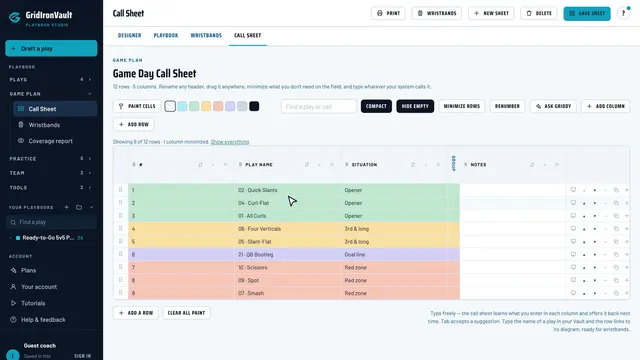 GridIronVault
PLAYBOOK STUDIO
+ Draft a play
PLAYBOOK
PLAYS 4
GAME PLAN
Call Sheet
Wristbands
Coverage report
PRACTICE 5
TEAM 3
TOOLS 3
YOUR PLAYBOOKS
Find a play
Ready-to-Go 5v5 P... 24
ACCOUNT
Plans
Your account
Tutorials
Help & feedback
Guest coach
Saved in this
SIGN IN
Call Sheet
PRINT
WRISTBANDS
+ NEW SHEET
DELETE
SAVE SHEET
?
DESIGNER
PLAYBOOK
WRISTBANDS
CALL SHEET
GAME PLAN
Game Day Call Sheet
12 rows · 5 columns. Rename any header, drag it anywhere, minimize what you don't need on the field, and type whatever your system calls it.
PAINT CELLS
Find a play or call
COMPACT
HIDE EMPTY
MINIMIZE ROWS
RENUMBER
ASK GRIDDY
+ ADD COLUMN
+ ADD ROW
Showing 9 of 12 rows · 1 column minimized. Show everything
# PLAY NAME SITUATION GROUP NOTES
1 02 · Quick Slants Opener
2 04 · Curl-Flat Opener
3 01 · All Curls Opener
4 06 · Four Verticals 3rd & long
5 05 · Slant-Flat 3rd & long
6 21 · QB Bootleg Goal line
7 10 · Scissors Red zone
8 09 · Spot Red zone
9 07 · Smash Red zone
+ ADD A ROW
CLEAR ALL PAINT
Type freely — the call sheet learns what you enter in each column and offers it back next
time. Tab accepts a suggestion. Type the name of a play in your Vault and the row links to
its diagram, ready for wristbands.